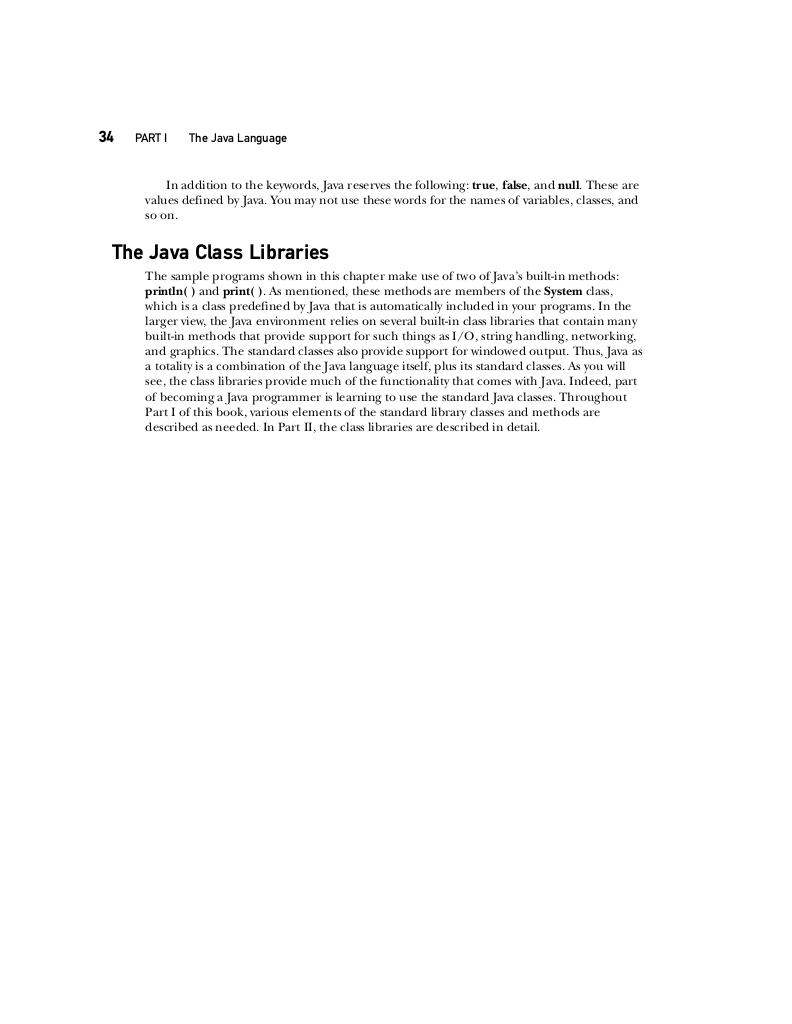 34 PART I The Java Language
In addition to the keywords, Java reserves the following: true, false, and null. These are
values defined by Java. You may not use these words for the names of variables, classes, and
so on.
The Java Class Libraries
The sample programs shown in this chapter make use of two of Java’s built-in methods:
println( ) and print( ). As mentioned, these methods are members of the System class,
which is a class predefined by Java that is automatically included in your programs. In the
larger view, the Java environment relies on several built-in class libraries that contain many
built-in methods that provide support for such things as I/O, string handling, networking,
and graphics. The standard classes also provide support for windowed output. Thus, Java as
a totality is a combination of the Java language itself, plus its standard classes. As you will
see, the class libraries provide much of the functionality that comes with Java. Indeed, part
of becoming a Java programmer is learning to use the standard Java classes. Throughout
Part I of this book, various elements of the standard library classes and methods are
described as needed. In Part II, the class libraries are described in detail.